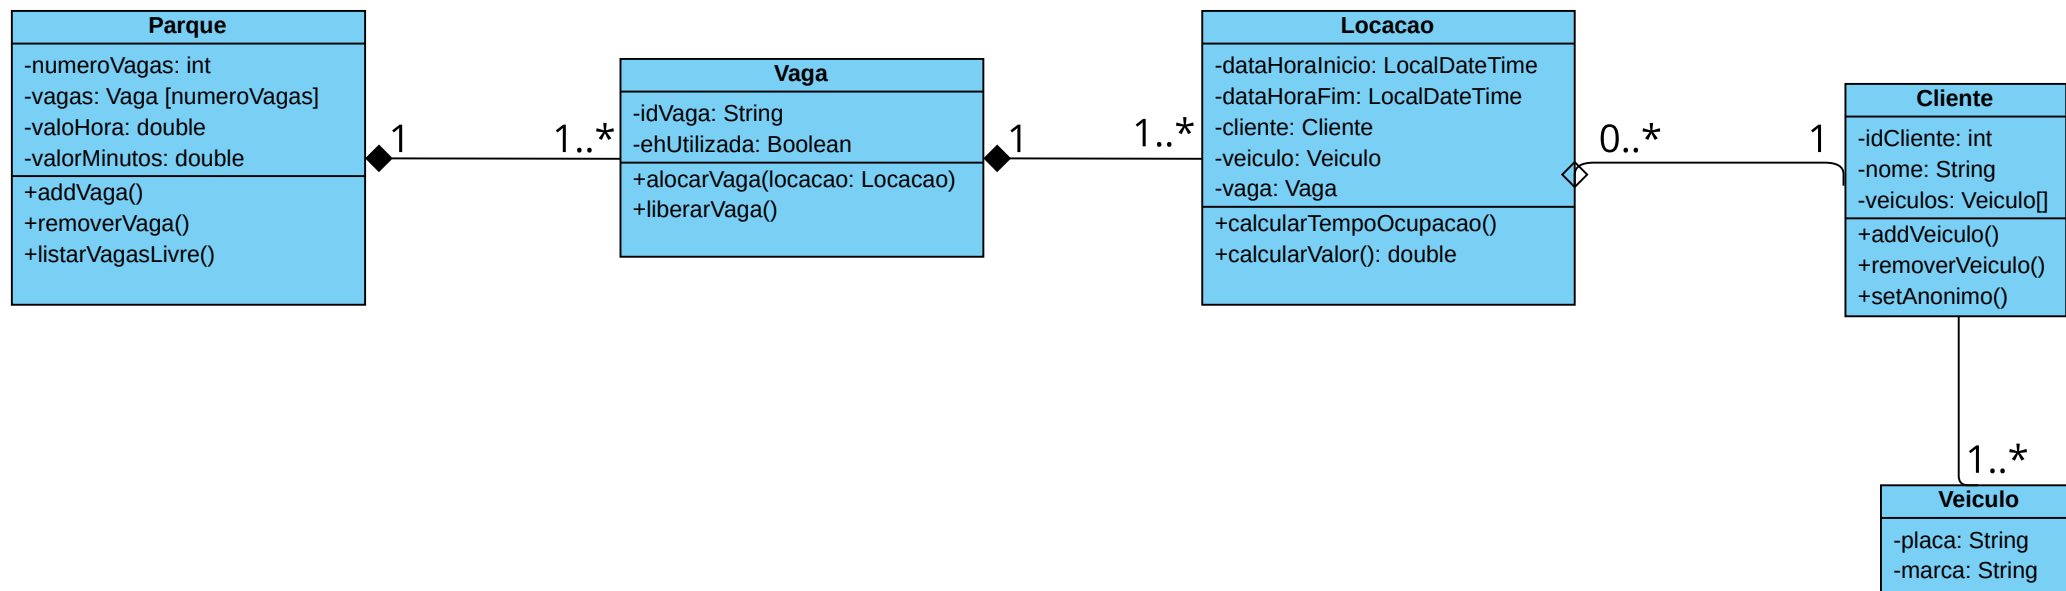 Parque
-numeroVagas: int
-vagas: Vaga [numeroVagas]
-valoHora: double
-valorMinutos: double
+addVaga()
+removerVaga()
+listarVagasLivre()
1
1..*
Vaga
-idVaga: String
-ehUtilizada: Boolean
+alocarVaga(locacao: Locacao)
+liberarVaga()
1
1..*
Locacao
-dataHoraInicio: LocalDateTime
-dataHoraFim: LocalDateTime
-cliente: Cliente
-veiculo: Veiculo
-vaga: Vaga
+calcularTempoOcupacao()
+calcularValor(): double
0..*
1
Cliente
-idCliente: int
-nome: String
-veiculos: Veiculo[]
+addVeiculo()
+removerVeiculo()
+setAnonimo()
1..*
Veiculo
-placa: String
-marca: String